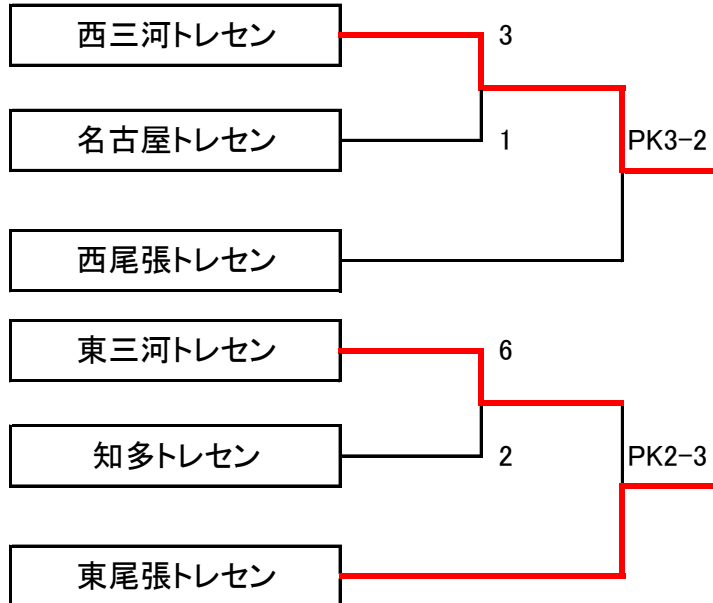 西三河トレセン
3
名古屋トレセン
1
PK3-2
西尾張トレセン
東三河トレセン
6
知多トレセン
2
PK2-3
東尾張トレセン